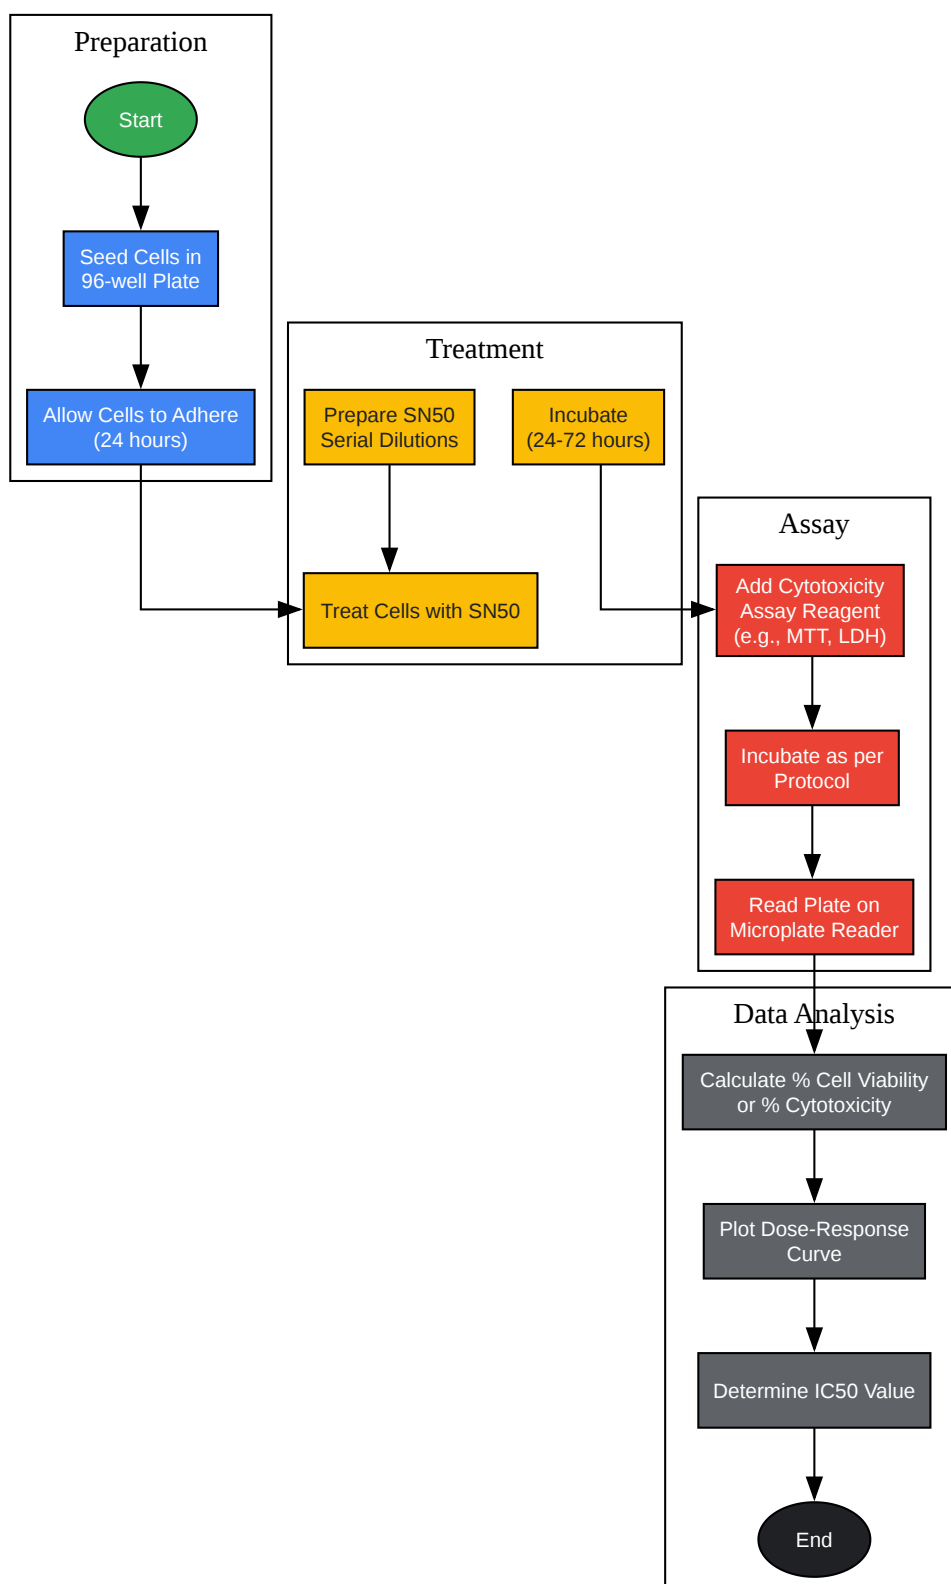 Preparation
Start
Seed Cells in
96-well Plate
Allow Cells to Adhere
(24 hours)
Treatment
Prepare SN50
Serial Dilutions
Incubate
(24-72 hours)
Treat Cells with SN50
Assay
Add Cytotoxicity
Assay Reagent
(e.g., MTT, LDH)
Incubate as per
Protocol
Read Plate on
Microplate Reader
Data Analysis
Calculate % Cell Viability
or % Cytotoxicity
Plot Dose-Response
Curve
Determine IC50 Value
End